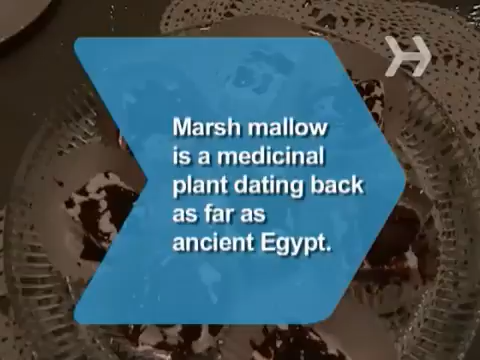 Marsh mallow
is a medicinal
plant dating back
as far as
ancient Egypt.